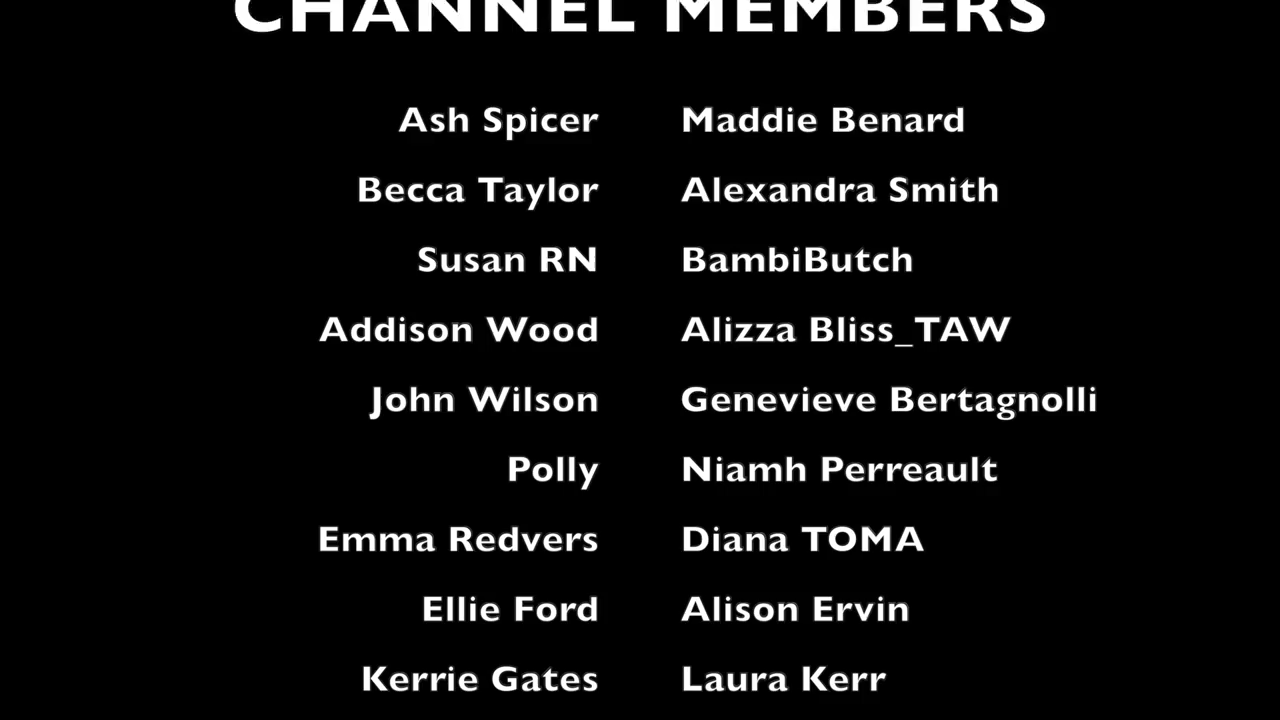 CHANNEL MEMBERS
Ash Spicer Maddie Benard
Becca Taylor Alexandra Smith
Susan RN BambiButch
Addison Wood Alizza Bliss_TAW
John Wilson Genevieve Bertagnolli
Polly Niamh Perreault
Emma Redvers Diana TOMA
Ellie Ford Alison Ervin
Kerrie Gates Laura Kerr